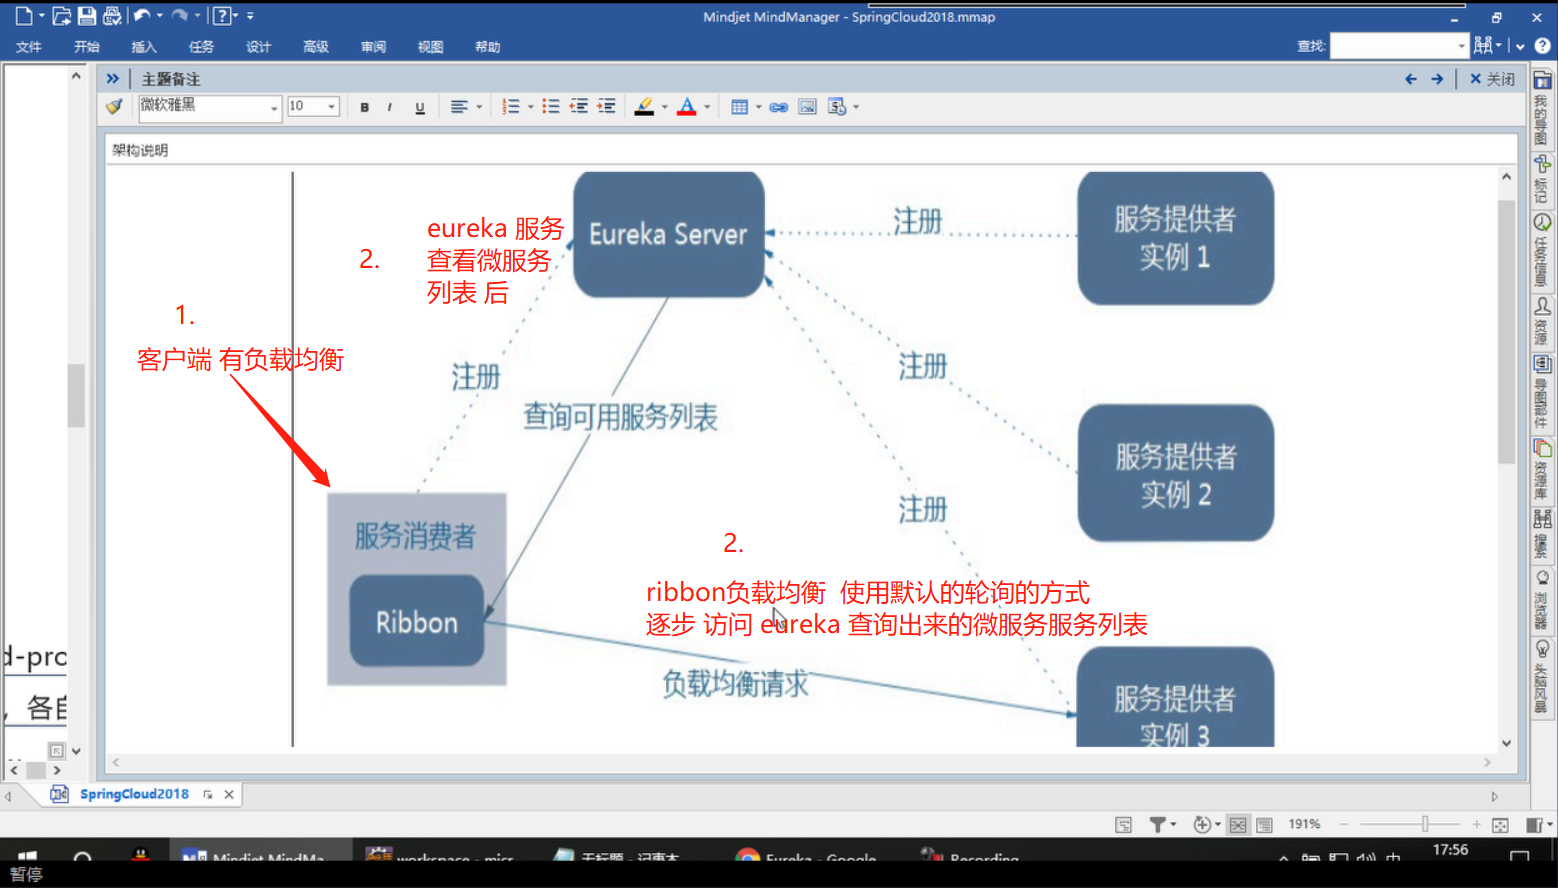 Mindjet MindManager - SpringCloud2018.mmap
文件 开始 插入 任务 设计 高级 审阅 视图 帮助 查找:
主题备注
关闭
微软雅黑 10 B I U
架构说明
Eureka Server
注册
服务提供者
实例 1
2.
eureka 服务
查看微服务
列表 后
1.
客户端 有负载均衡
注册
注册
查询可用服务列表
服务提供者
实例 2
注册
服务消费者
Ribbon
2.
ribbon负载均衡 使用默认的轮询的方式
逐步 访问 eureka 查询出来的微服务服务列表
负载均衡请求
服务提供者
实例 3
d-pro
，各自
我的导图
标记
任务信息
资源
导图部件
资源库
搜索
浏览器
头脑风暴
SpringCloud2018
191%
Mindjet MindMa...
workspace - micr...
无标题 - 记事本
Eureka - Google ...
Recording...
中
17:56
暂停